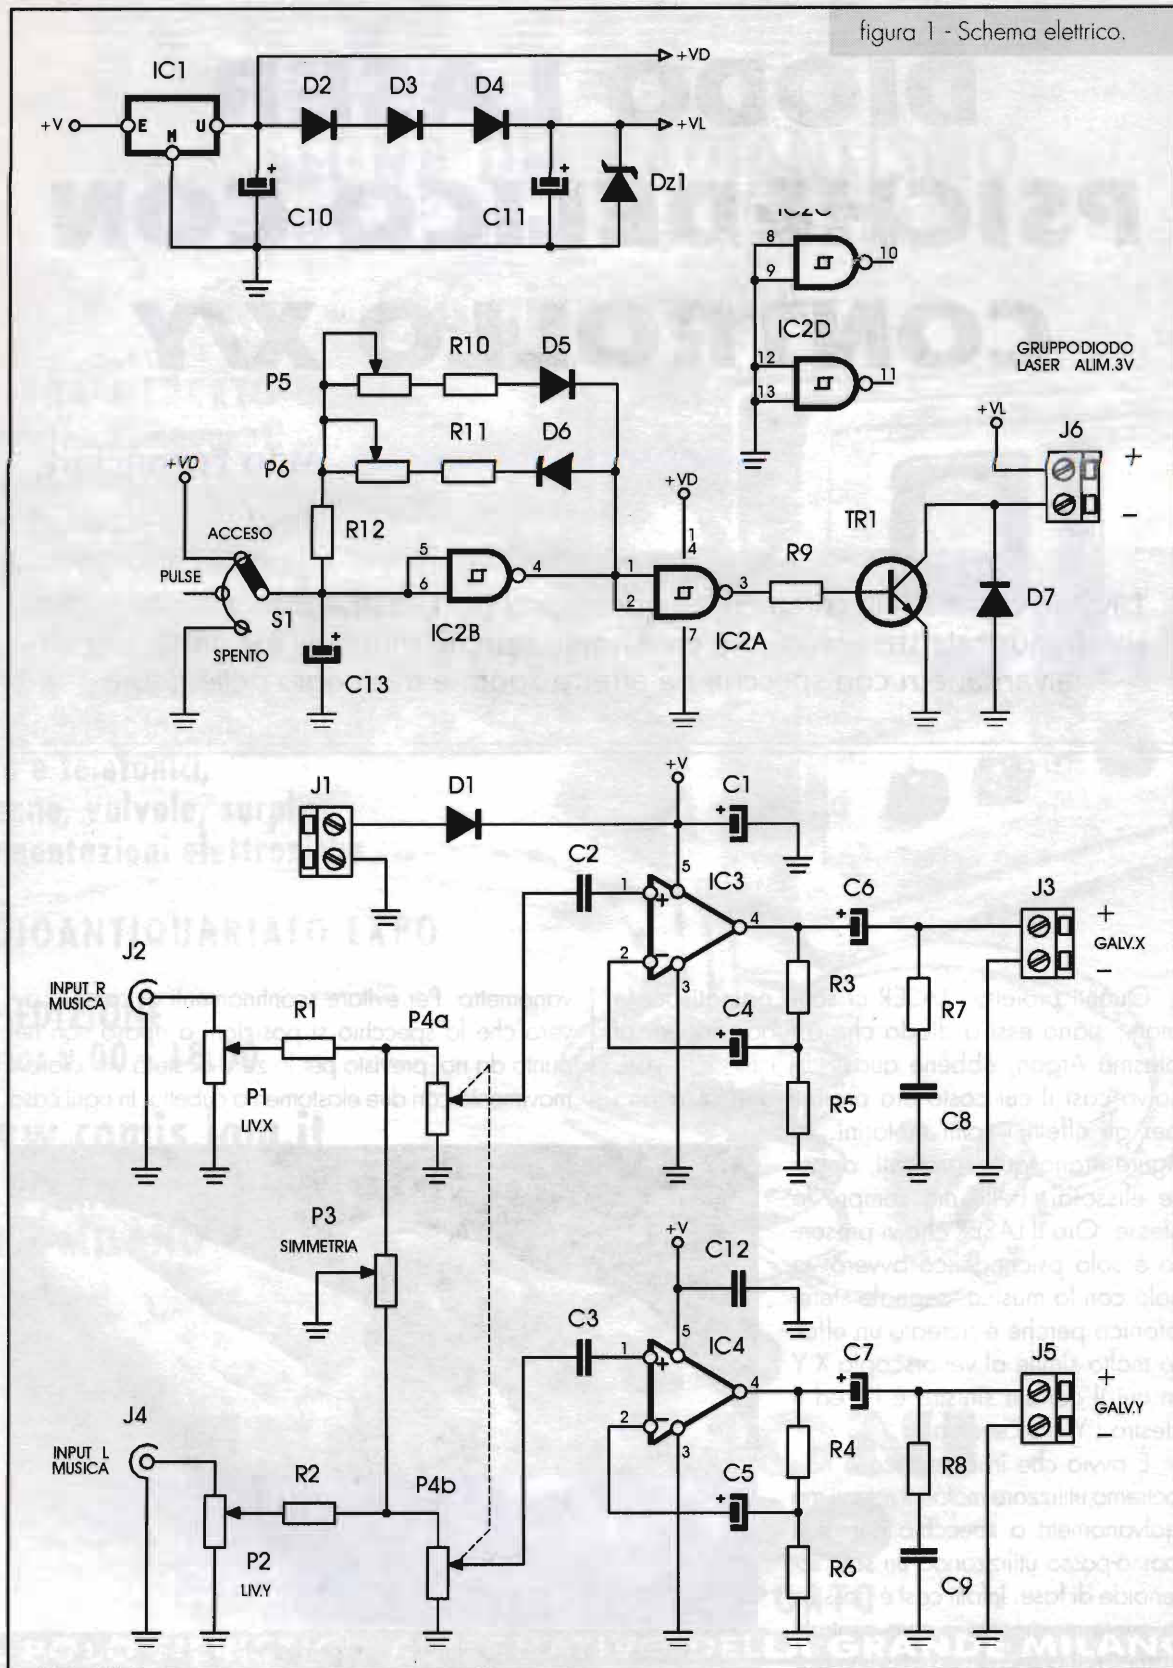 figura 1 - Schema elettrico.
+VD
IC1
D2 D3 D4
+V E U
M
+VL
C10 C11 Dz1
8
10
9
IC2D
12
11
13
GRUPPODIODO
LASER ALIM.3V
+VL
J6
+
−
P5 R10 D5
P6 R11 D6
+VD
ACCESO
PULSE
SPENTO
S1
R12
5
6
4
IC2B
C13
+VD
1
4
1
2
3
7
IC2A
R9
TR1
D7
J1 D1
+V
C1
C2
1
5
IC3
4
2
3
C6
J3
+
GALV.X
−
R3
C4
R5
R7
C8
J2
INPUT R
MUSICA
R1
P4a
P1
LIV.X
P3
SIMMETRIA
+V
C12
C3
1
5
IC4
4
2
3
C7
J5
+
GALV.Y
−
R4
C5
R6
R8
C9
J4
INPUT L
MUSICA
R2
P4b
P2
LIV.Y